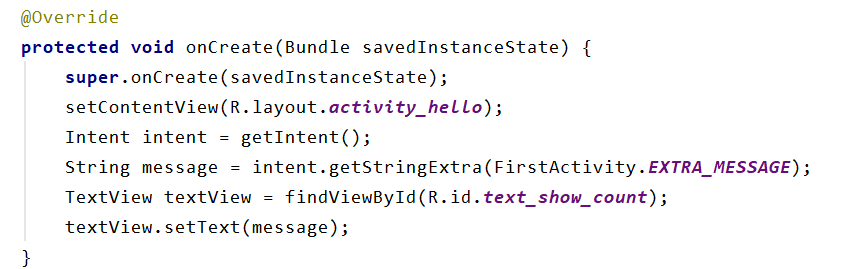 @Override
protected void onCreate(Bundle savedInstanceState) {
    super.onCreate(savedInstanceState);
    setContentView(R.layout.activity_hello);
    Intent intent = getIntent();
    String message = intent.getStringExtra(FirstActivity.EXTRA_MESSAGE);
    TextView textView = findViewById(R.id.text_show_count);
    textView.setText(message);
}